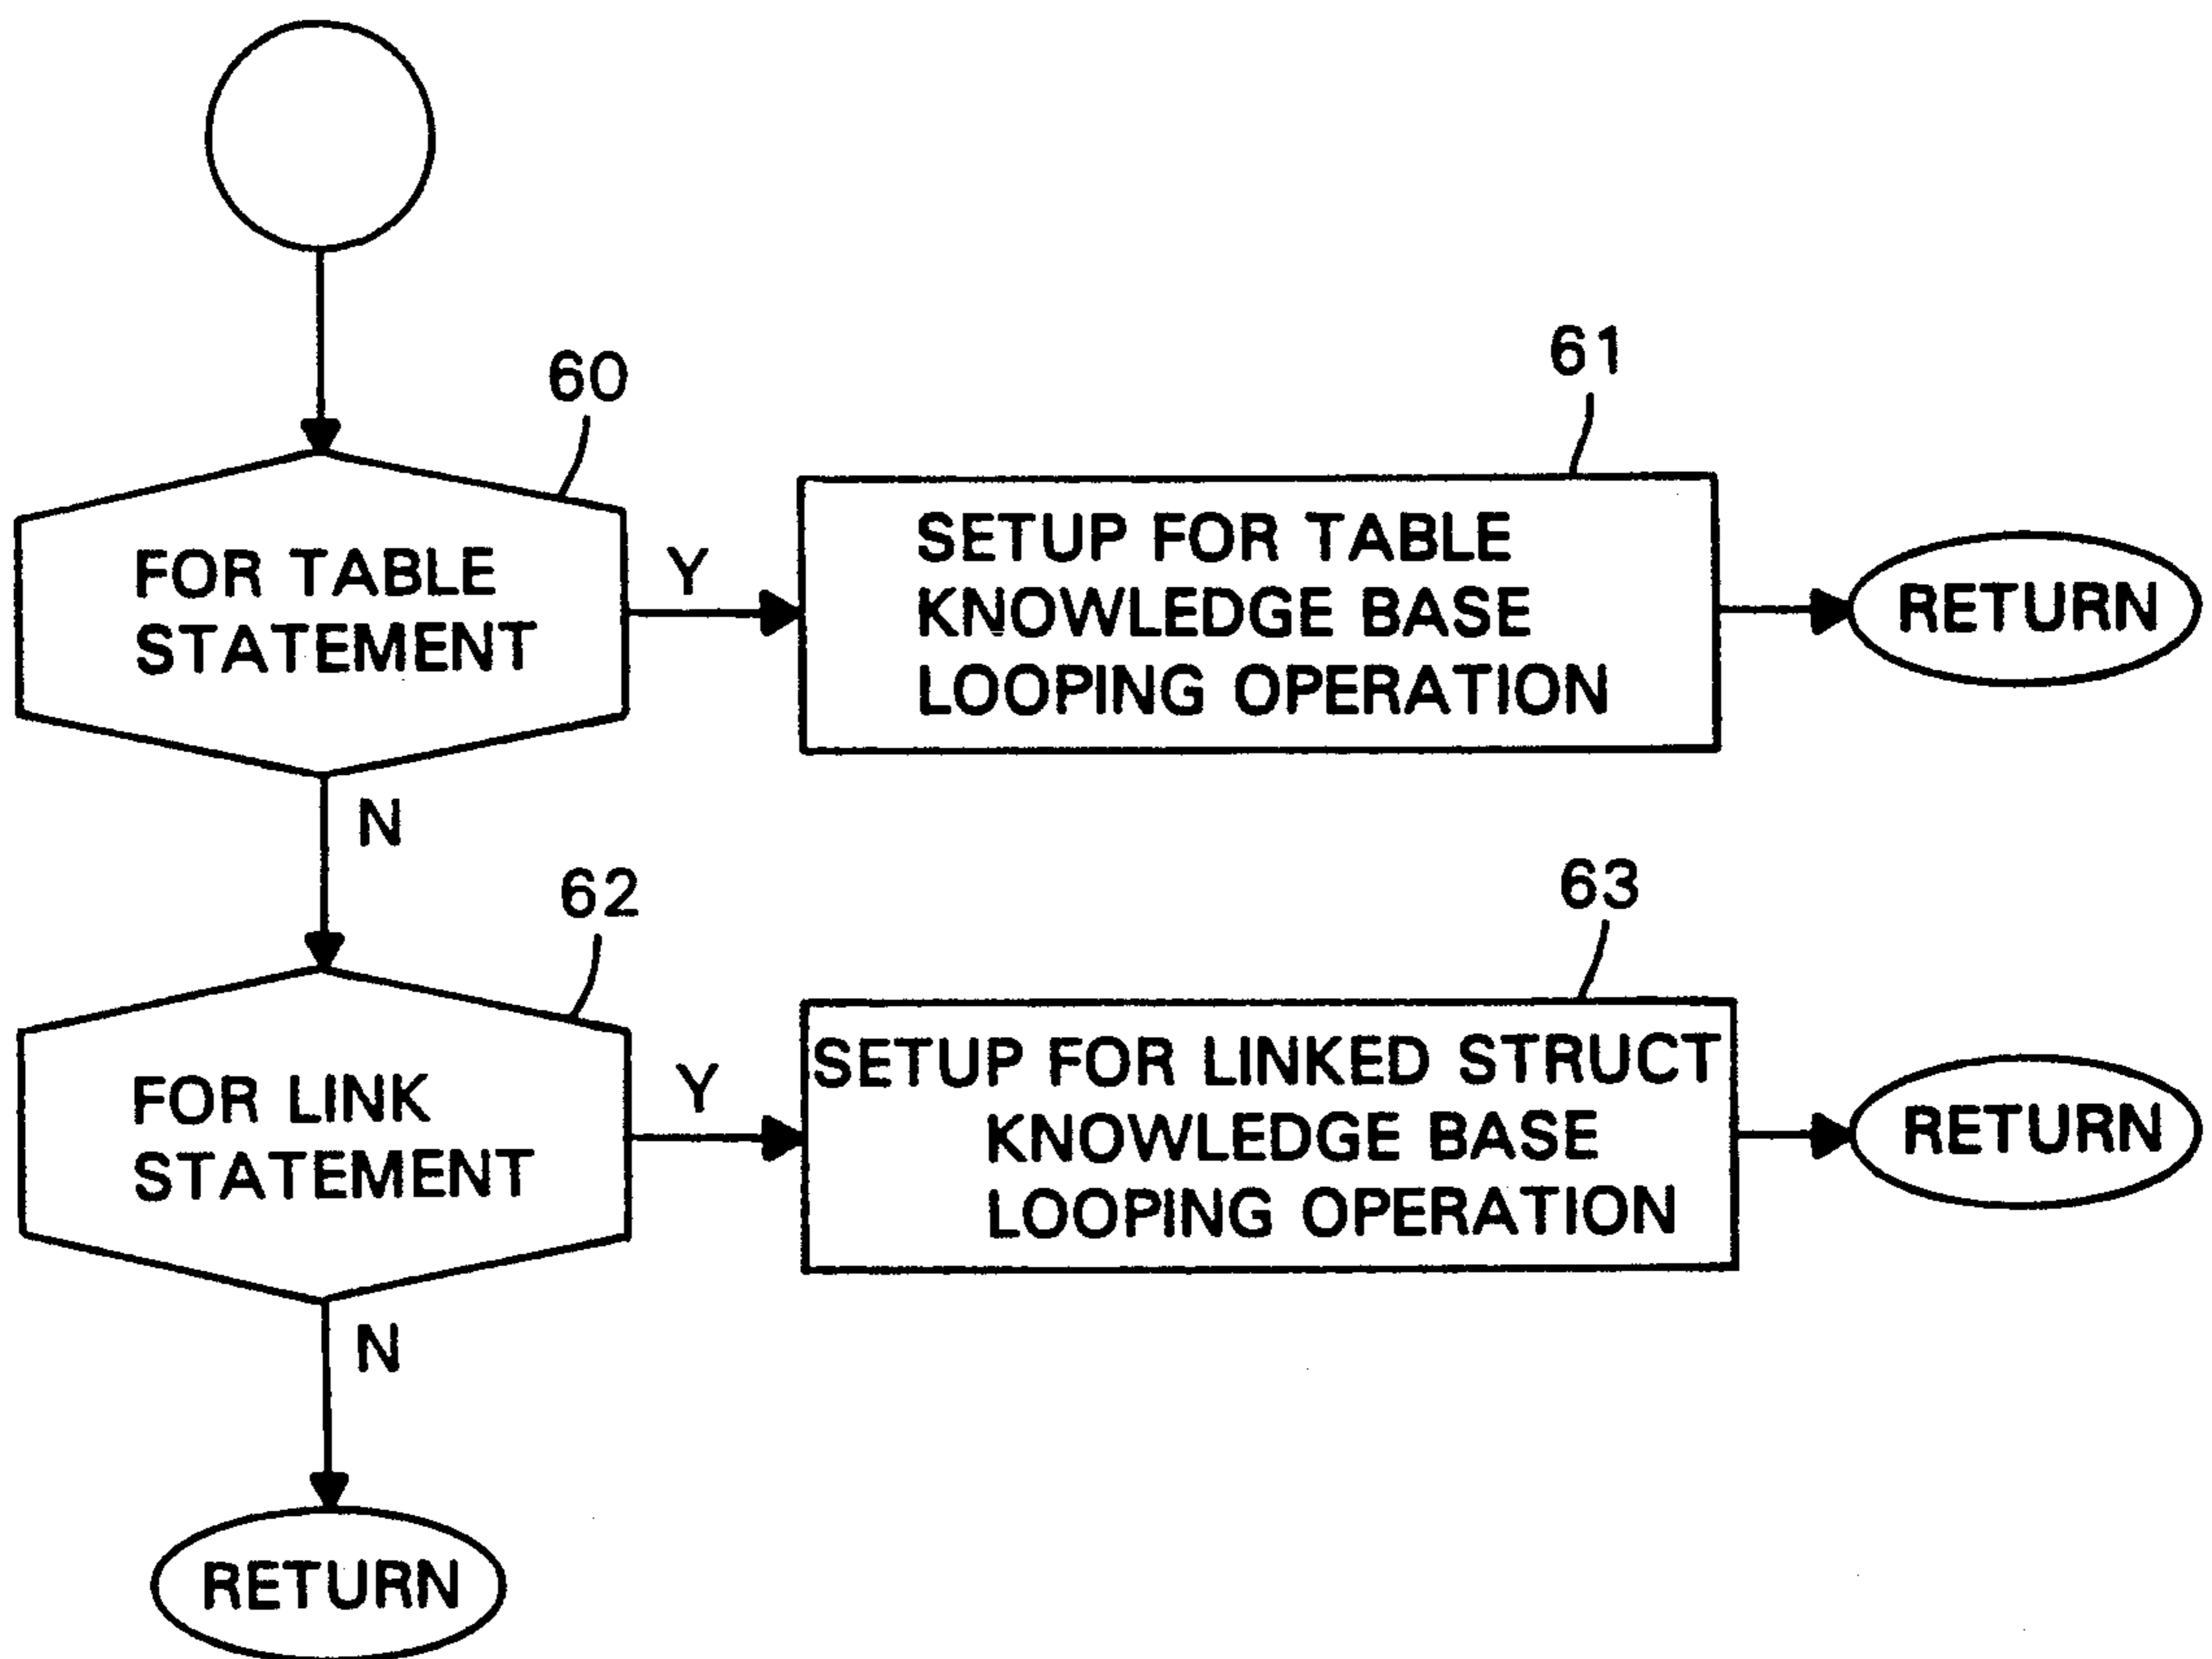 60
61
FOR TABLE
STATEMENT
Y
SETUP FOR TABLE
KNOWLEDGE BASE
LOOPING OPERATION
RETURN
N
62
63
FOR LINK
STATEMENT
Y
SETUP FOR LINKED STRUCT
KNOWLEDGE BASE
LOOPING OPERATION
RETURN
N
RETURN